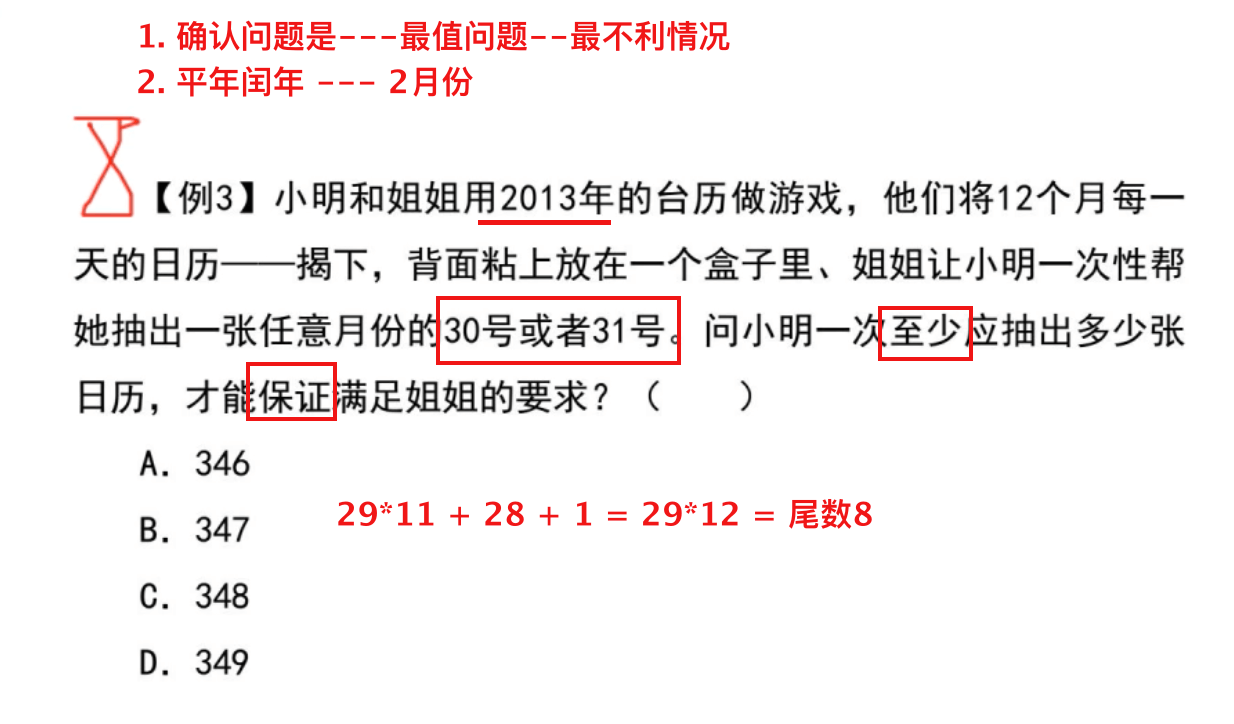 1. 确认问题是---最值问题--最不利情况
2. 平年闰年 --- 2月份
【例3】小明和姐姐用2013年的台历做游戏，他们将12个月每一
天的日历——揭下，背面粘上放在一个盒子里、姐姐让小明一次性帮
她抽出一张任意月份的30号或者31号。问小明一次至少应抽出多少张
日历，才能保证满足姐姐的要求？（　　）
A. 346
B. 347
29*11 + 28 + 1 = 29*12 = 尾数8
C. 348
D. 349